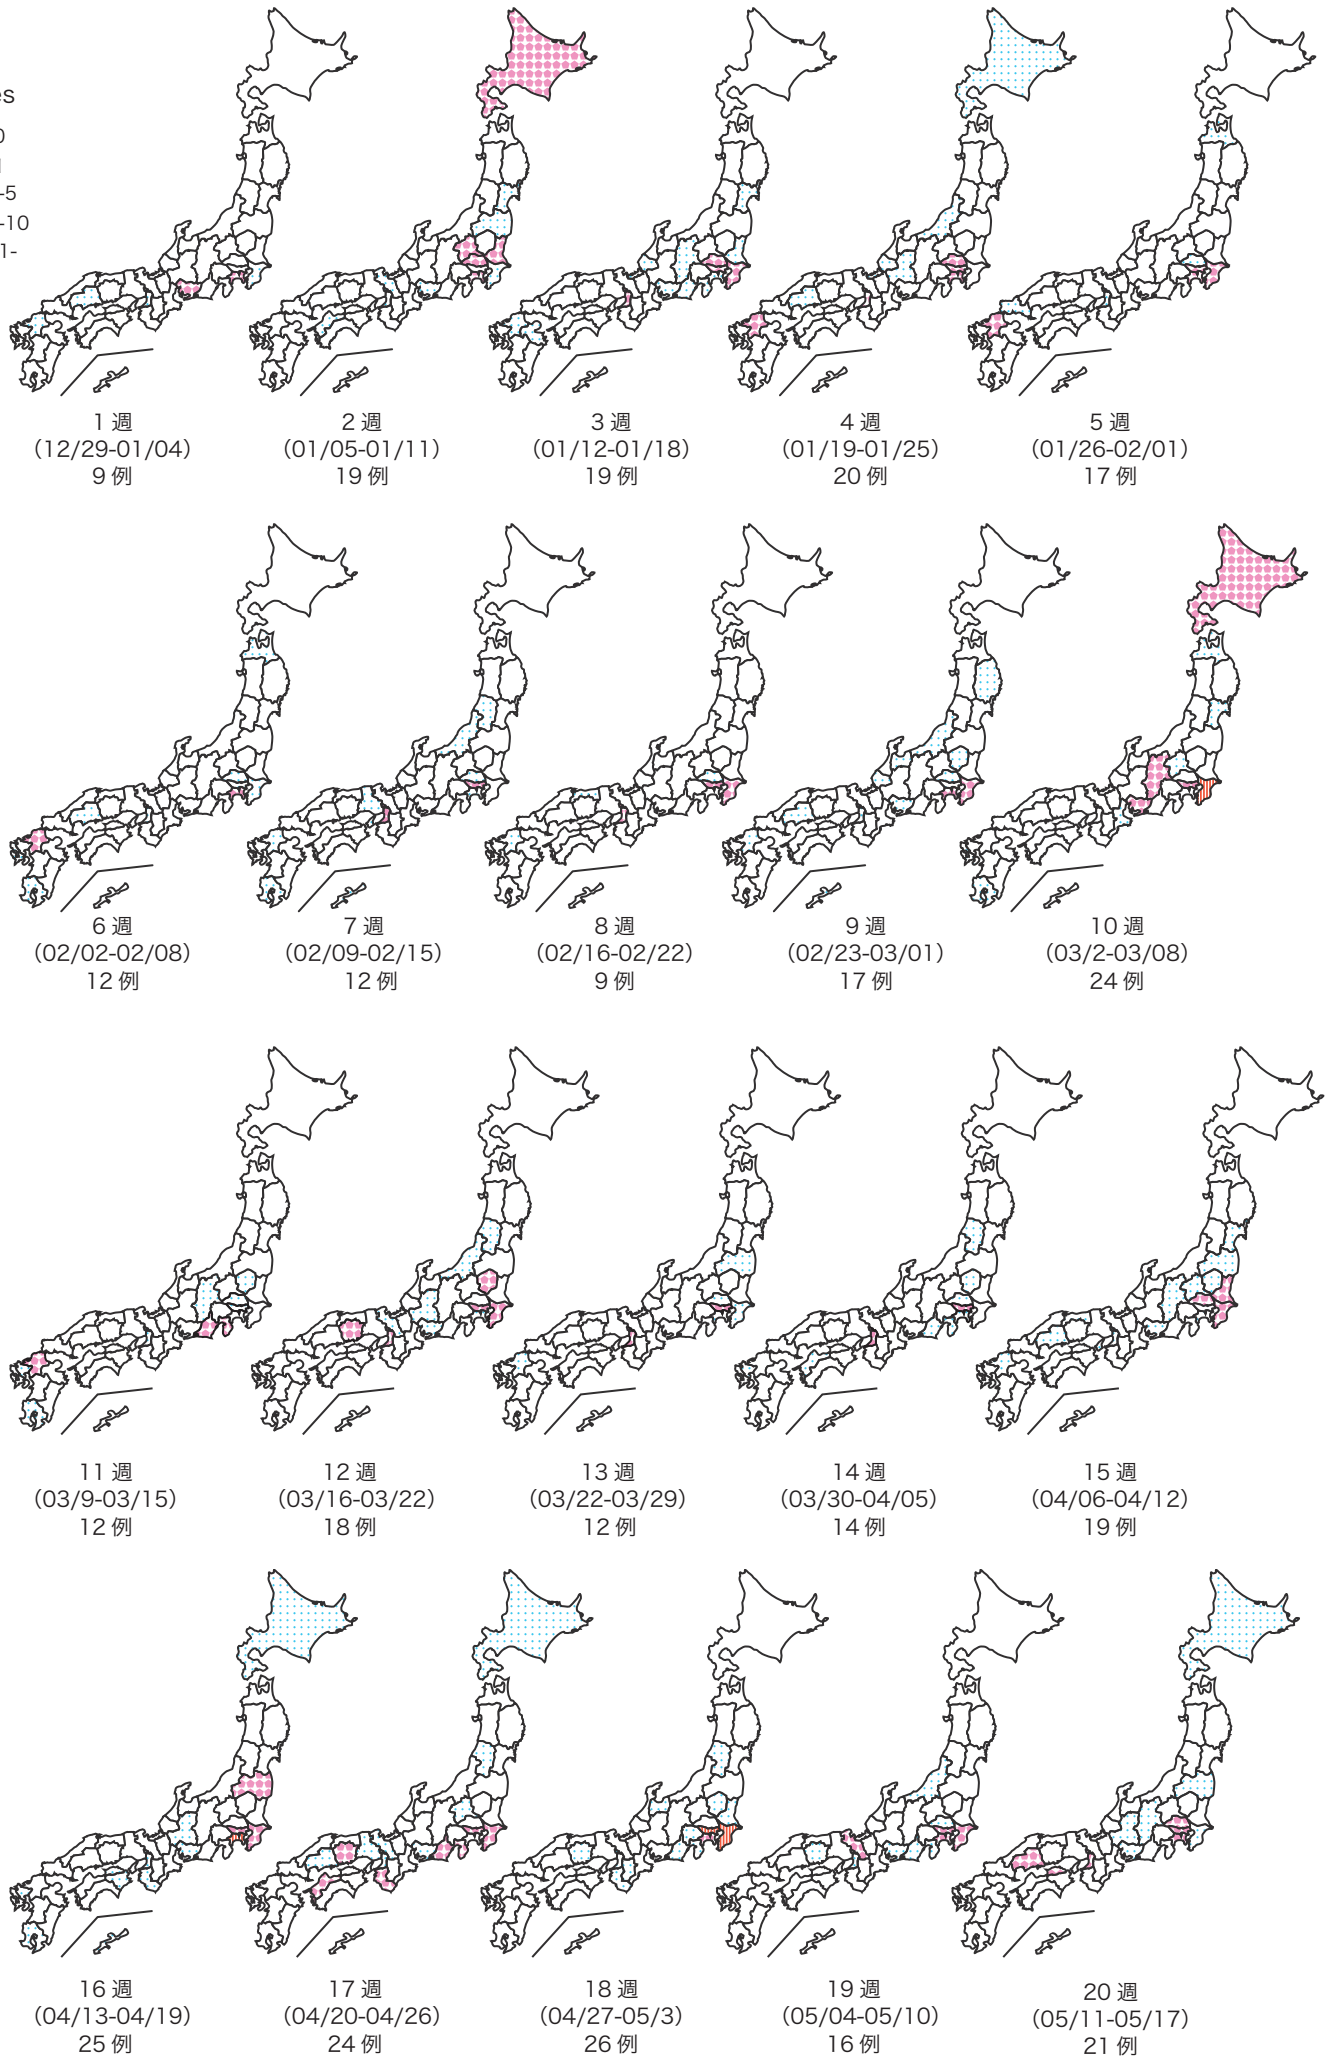 es
0
1
-5
-10
1-
1 週
（12/29-01/04）
9 例
2 週
（01/05-01/11）
19 例
3 週
（01/12-01/18）
19 例
4 週
（01/19-01/25）
20 例
5 週
（01/26-02/01）
17 例
6 週
（02/02-02/08）
12 例
7 週
（02/09-02/15）
12 例
8 週
（02/16-02/22）
9 例
9 週
（02/23-03/01）
17 例
10 週
（03/2-03/08）
24 例
11 週
（03/9-03/15）
12 例
12 週
（03/16-03/22）
18 例
13 週
（03/22-03/29）
12 例
14 週
（03/30-04/05）
14 例
15 週
（04/06-04/12）
19 例
16 週
（04/13-04/19）
25 例
17 週
（04/20-04/26）
24 例
18 週
（04/27-05/3）
26 例
19 週
（05/04-05/10）
16 例
20 週
（05/11-05/17）
21 例